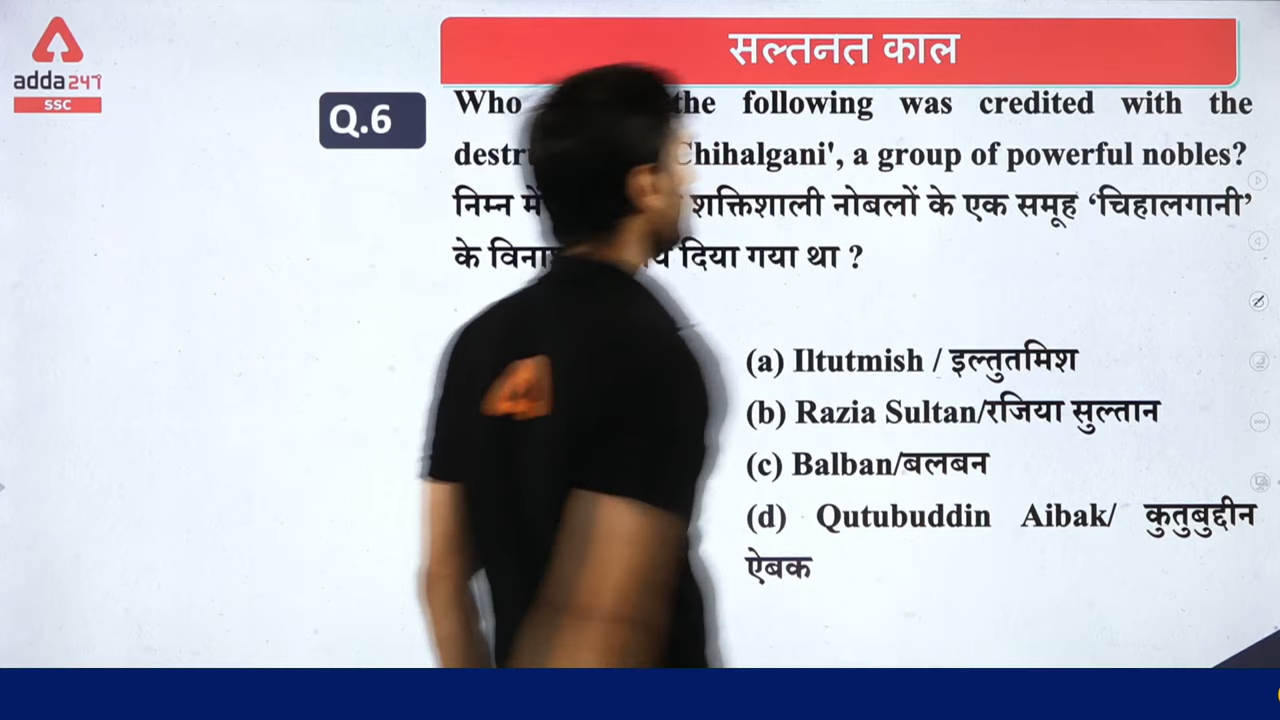 सल्तनत काल
adda247
SSC
Q.6
Who the following was credited with the
Chihalgani', a group of powerful nobles?
निम्न में शक्तिशाली नोबलों के एक समूह ‘चिहालगानी’
के दिया गया था ?
(a) Iltutmish / इल्तुतमिश
(b) Razia Sultan/रजिया सुल्तान
(c) Balban/बलबन
(d) Qutubuddin Aibak/ कुतुबुद्दीन
ऐबक